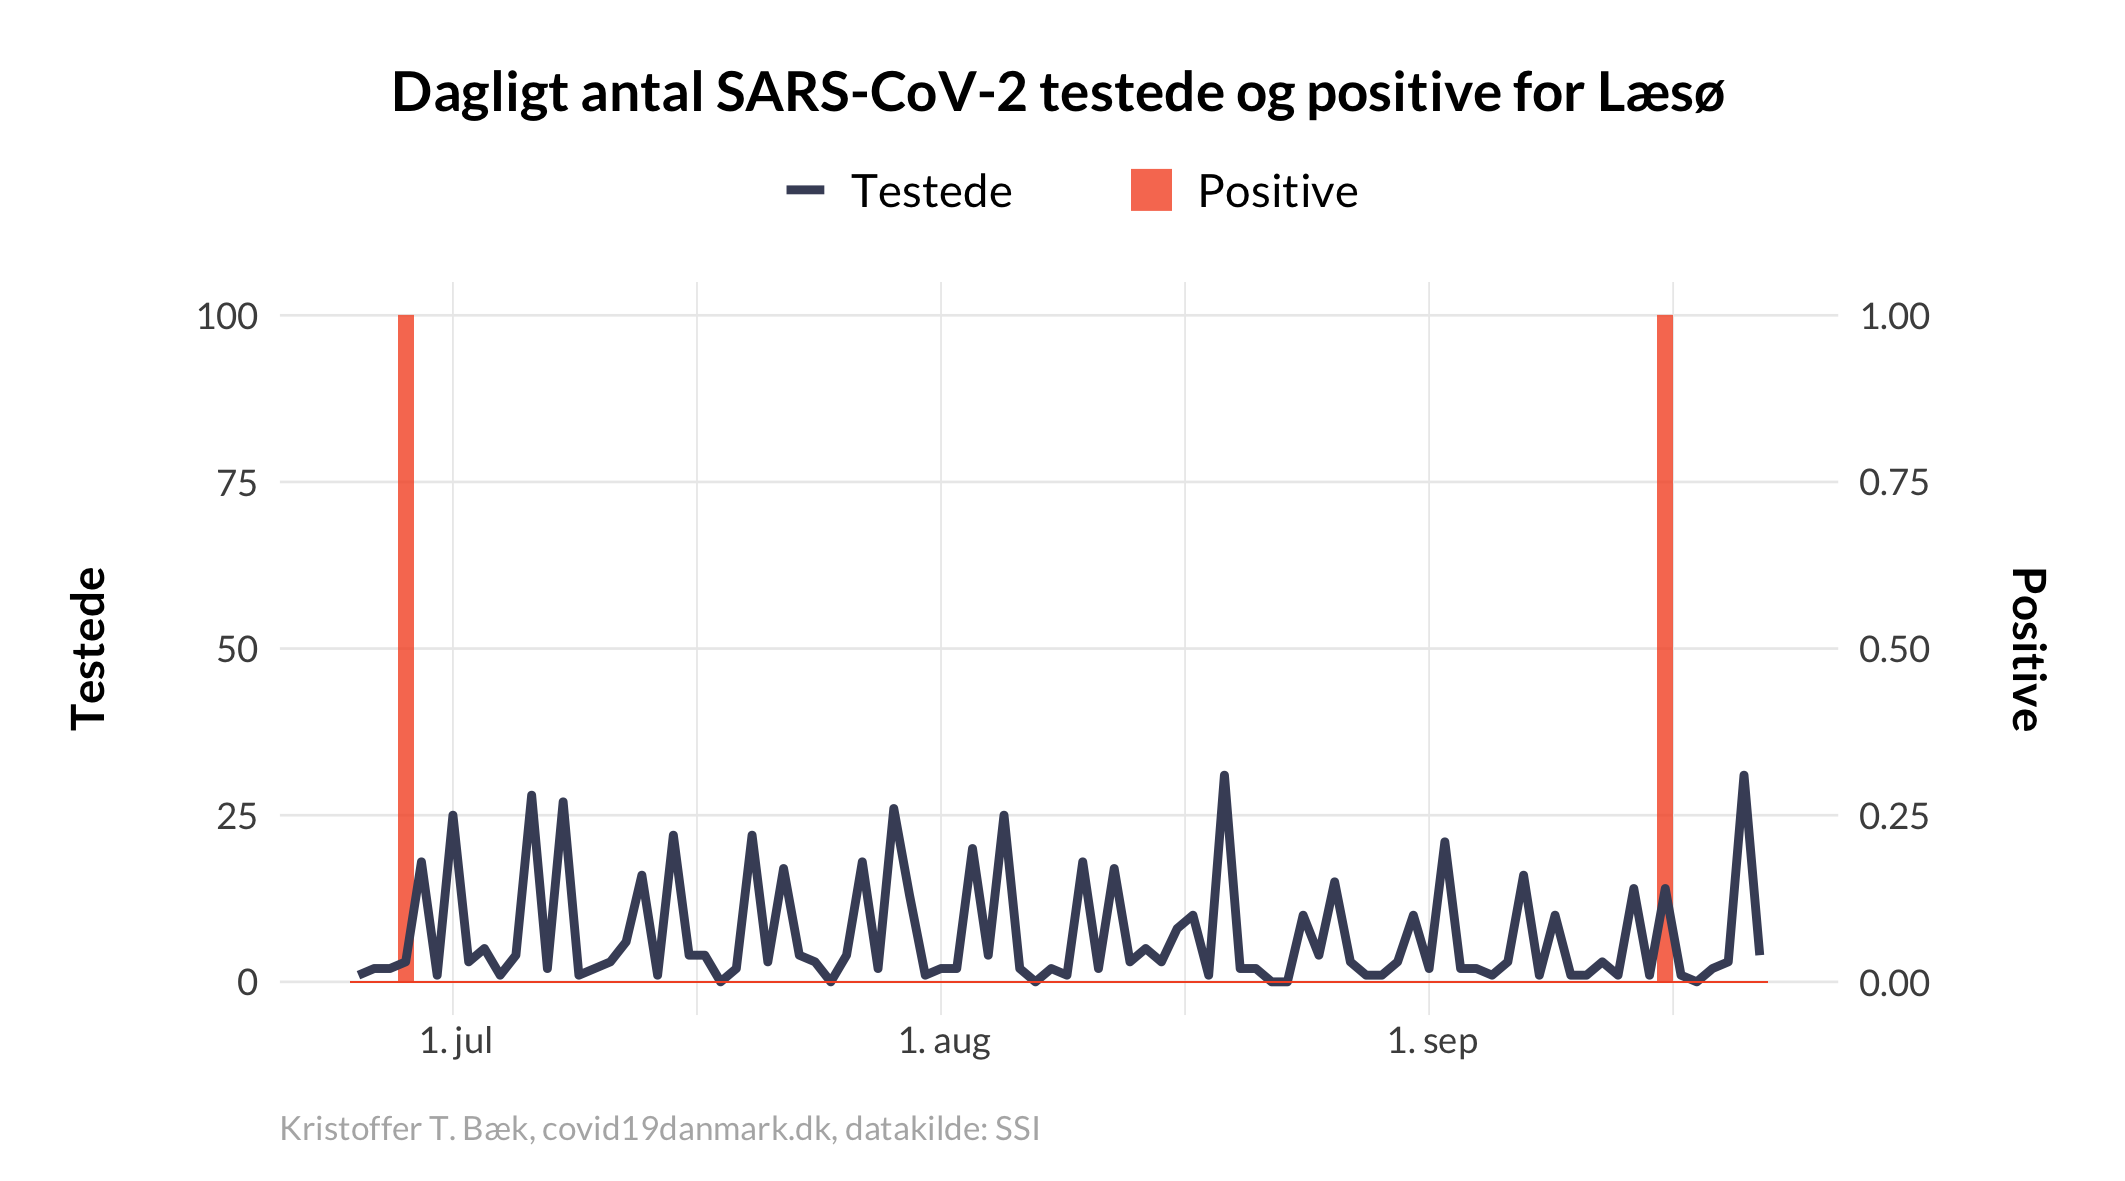 Dagligt antal SARS-CoV-2 testede og positive for Læsø
Testede Positive
100 1.00
75 0.75
50 0.50
25 0.25
0 0.00
Testede
Positive
1. jul 1. aug 1. sep
Kristoffer T. Bæk, covid19danmark.dk, datakilde: SSI